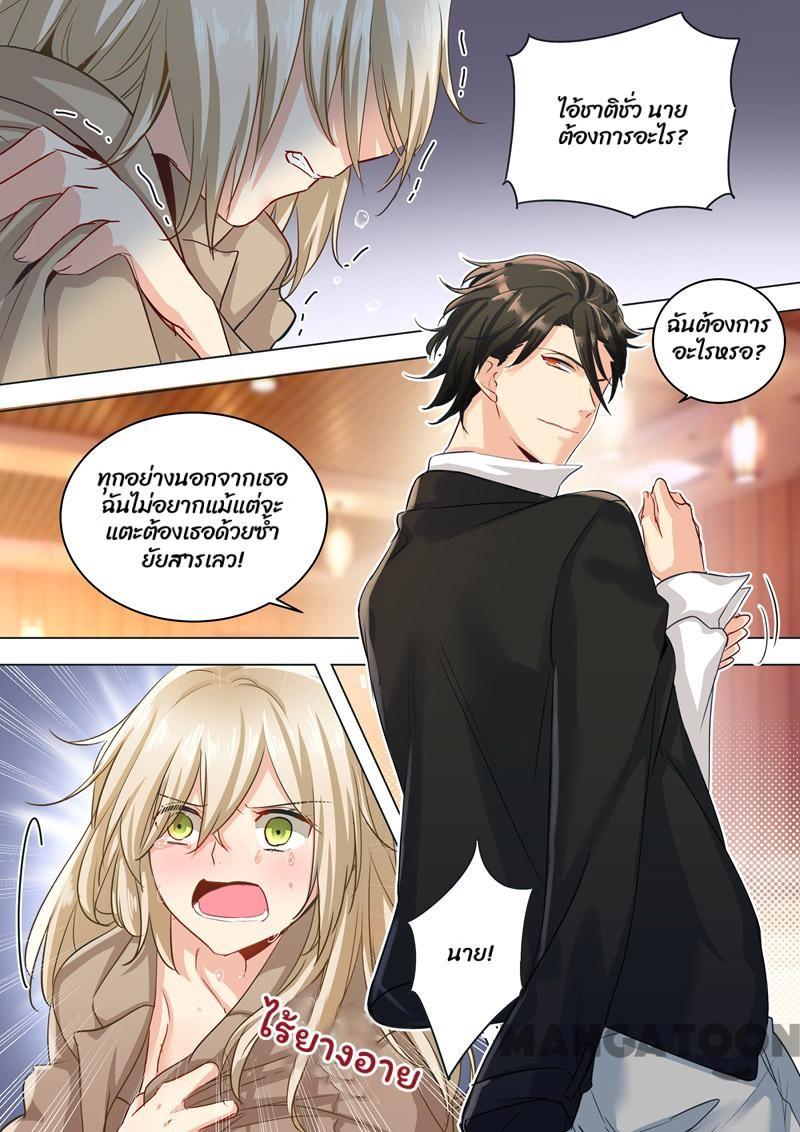 ไอ้ชาติชั่ว นาย
ต้องการอะไร?
ฉันต้องการ
อะไรหรอ?
ทุกอย่างนอกจากเธอ
ฉันไม่อยากแม้แต่จะ
แตะต้องเธอด้วยซ้ำ
ยัยสารเลว!
นาย!
ไร้ยางอาย
MANGATOON